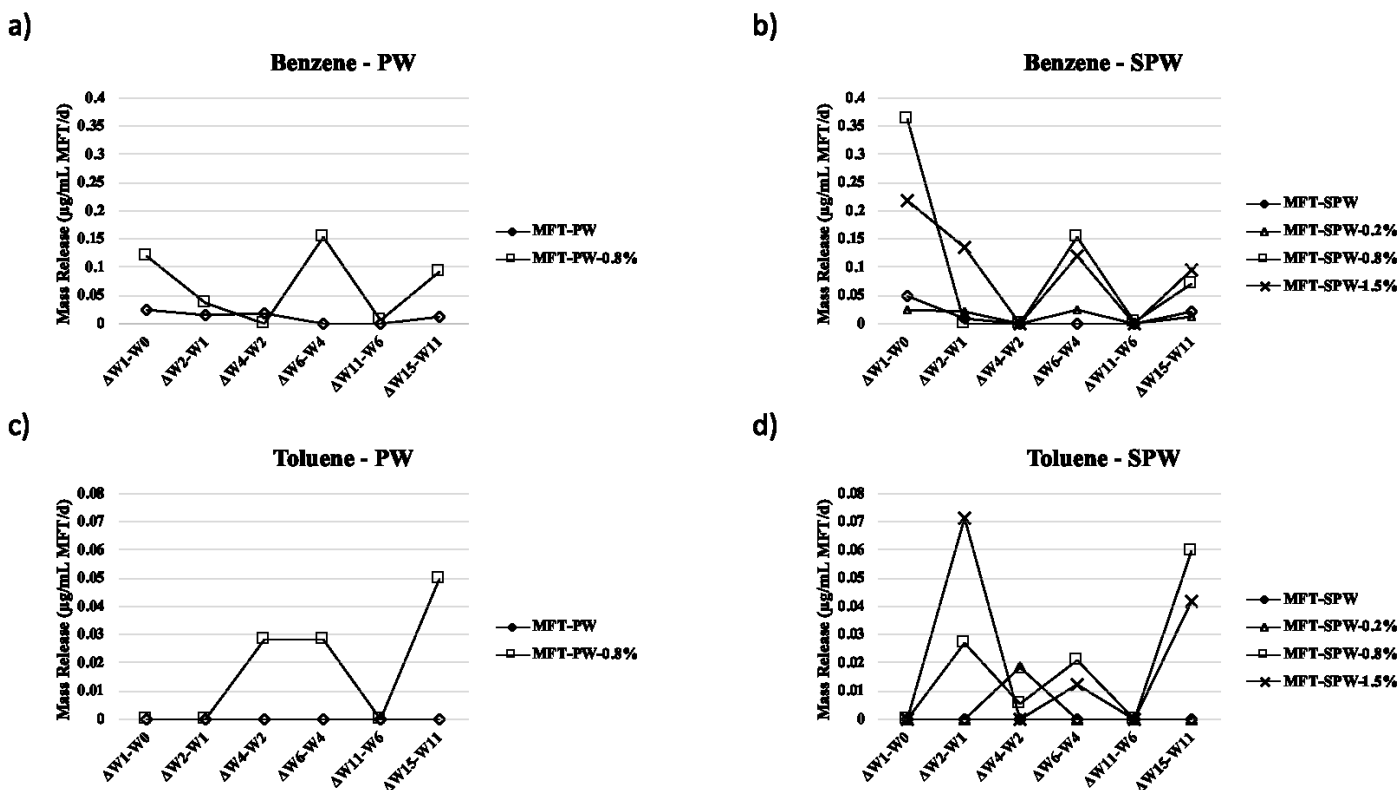 a)
Benzene - PW
Mass Release (µg/mL MFT/d)
0.4
0.35
0.3
0.25
0.2
0.15
0.1
0.05
0
ΔW1-W0
ΔW2-W1
ΔW4-W2
ΔW6-W4
ΔW11-W6
ΔW15-W11
MFT-PW
MFT-PW-0.8%
b)
Benzene - SPW
Mass Release (µg/mL MFT/d)
0.4
0.35
0.3
0.25
0.2
0.15
0.1
0.05
0
ΔW1-W0
ΔW2-W1
ΔW4-W2
ΔW6-W4
ΔW11-W6
ΔW15-W11
MFT-SPW
MFT-SPW-0.2%
MFT-SPW-0.8%
MFT-SPW-1.5%
c)
Toluene - PW
Mass Release (µg/mL MFT/d)
0.08
0.07
0.06
0.05
0.04
0.03
0.02
0.01
0
ΔW1-W0
ΔW2-W1
ΔW4-W2
ΔW6-W4
ΔW11-W6
ΔW15-W11
MFT-PW
MFT-PW-0.8%
d)
Toluene - SPW
Mass Release (µg/mL MFT/d)
0.08
0.07
0.06
0.05
0.04
0.03
0.02
0.01
0
ΔW1-W0
ΔW2-W1
ΔW4-W2
ΔW6-W4
ΔW11-W6
ΔW15-W11
MFT-SPW
MFT-SPW-0.2%
MFT-SPW-0.8%
MFT-SPW-1.5%